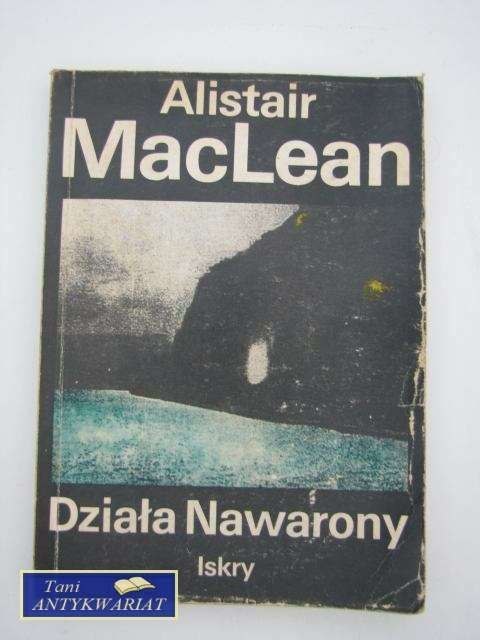 Alistair
MacLean
Działa Nawarony
Iskry
Tani
ANTYKWARIAT